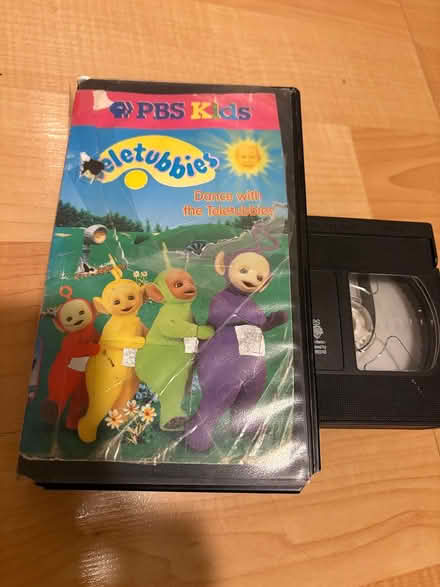 PBS Kids
Teletubbies
Dance with
the Teletubbies